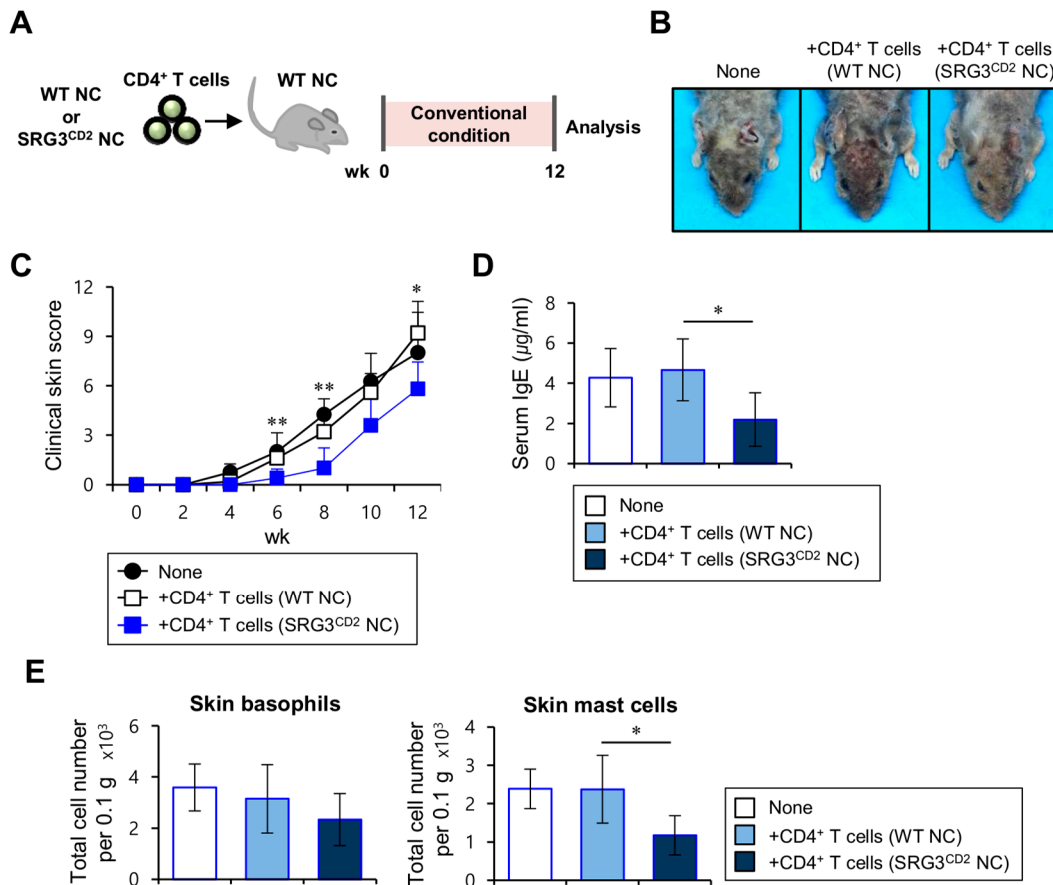 A
WT NC
or
SRG3CD2 NC
CD4+ T cells
WT NC
Conventional
condition
Analysis
wk 0
12
B
None
+CD4+ T cells
(WT NC)
+CD4+ T cells
(SRG3CD2 NC)
C
Clinical skin score
12
9
6
3
0
**
**
*
0 2 4 6 8 10 12
wk
None
+CD4+ T cells (WT NC)
+CD4+ T cells (SRG3CD2 NC)
D
Serum IgE (µg/ml)
8
6
4
2
0
*
None
+CD4+ T cells (WT NC)
+CD4+ T cells (SRG3CD2 NC)
E
Skin basophils
Total cell number
per 0.1 g x10³
6
4
2
0
Skin mast cells
Total cell number
per 0.1 g x10³
4
3
2
1
0
*
None
+CD4+ T cells (WT NC)
+CD4+ T cells (SRG3CD2 NC)